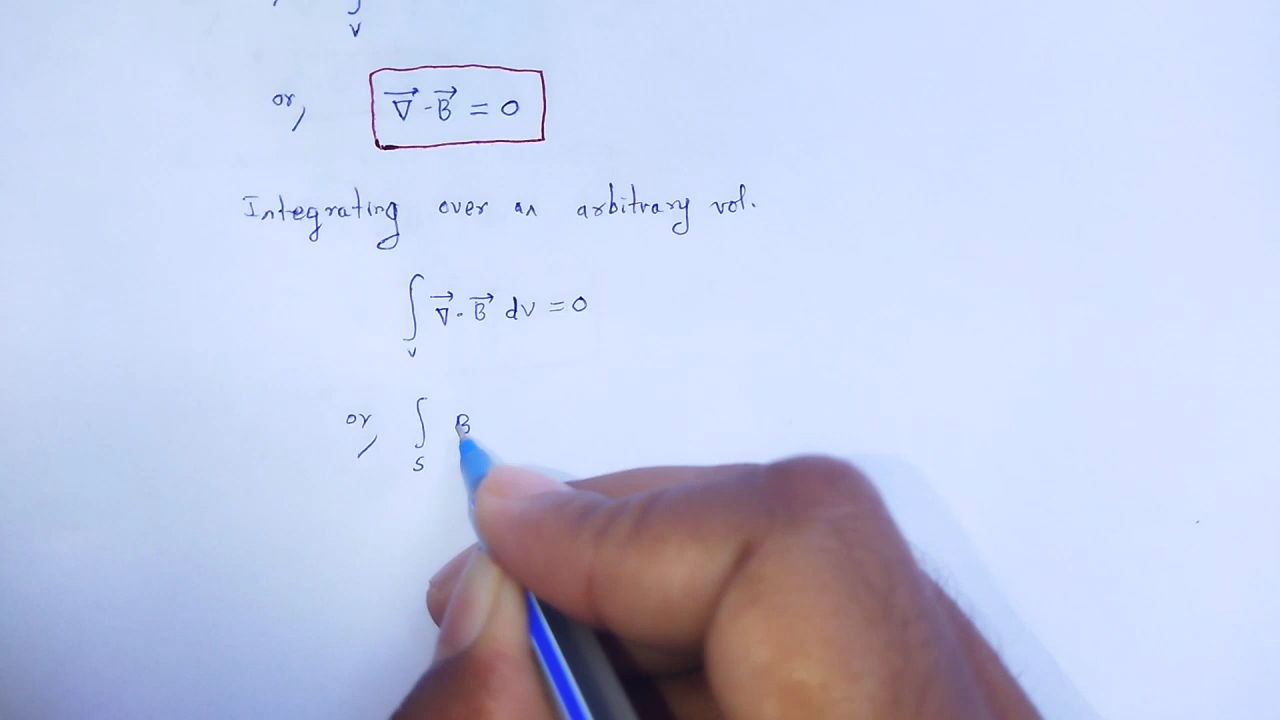 ∫
V
or, ∇⃗ · B⃗ = 0
Integrating over an arbitrary vol.
∫_V ∇⃗ · B⃗ dv = 0
or, ∫_S B